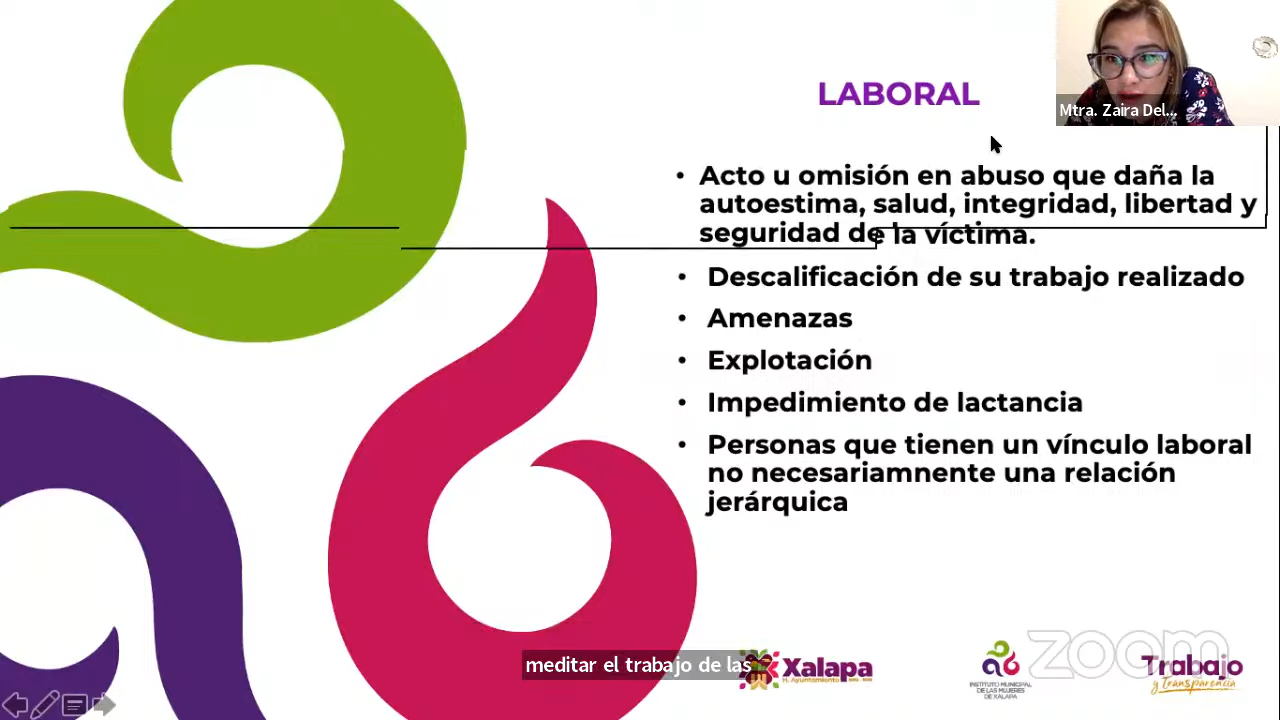 LABORAL
Mtra. Zaira Del...
• Acto u omisión en abuso que daña la
autoestima, salud, integridad, libertad y
seguridad de la víctima.
• Descalificación de su trabajo realizado
• Amenazas
• Explotación
• Impedimiento de lactancia
• Personas que tienen un vínculo laboral
no necesariamnente una relación
jerárquica
meditar el trabajo de las
Xalapa
H. Ayuntamiento
INSTITUTO MUNICIPAL
DE LAS MUJERES
DE XALAPA
zoom
Trabajo
y Transparencia